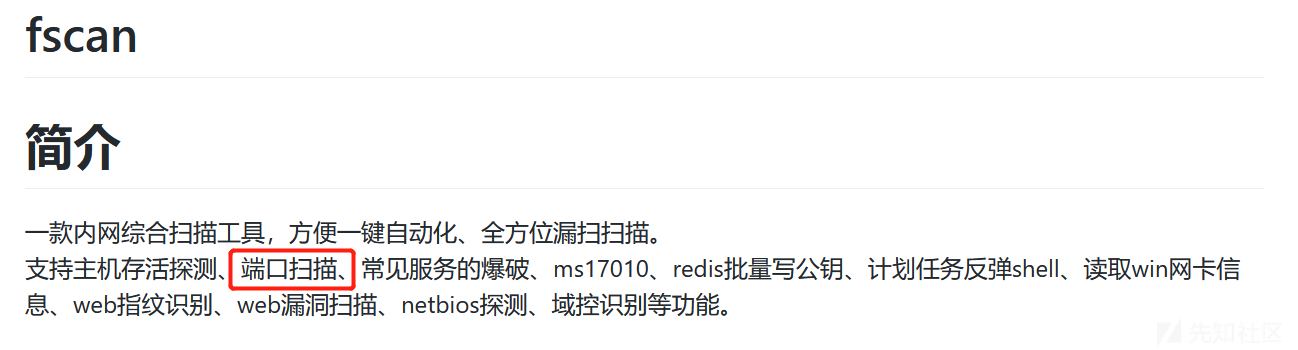 fscan
简介
一款内网综合扫描工具，方便一键自动化、全方位漏扫扫描。
支持主机存活探测、端口扫描、常见服务的爆破、ms17010、redis批量写公钥、计划任务反弹shell、读取win网卡信
息、web指纹识别、web漏洞扫描、netbios探测、域控识别等功能。
先知社区